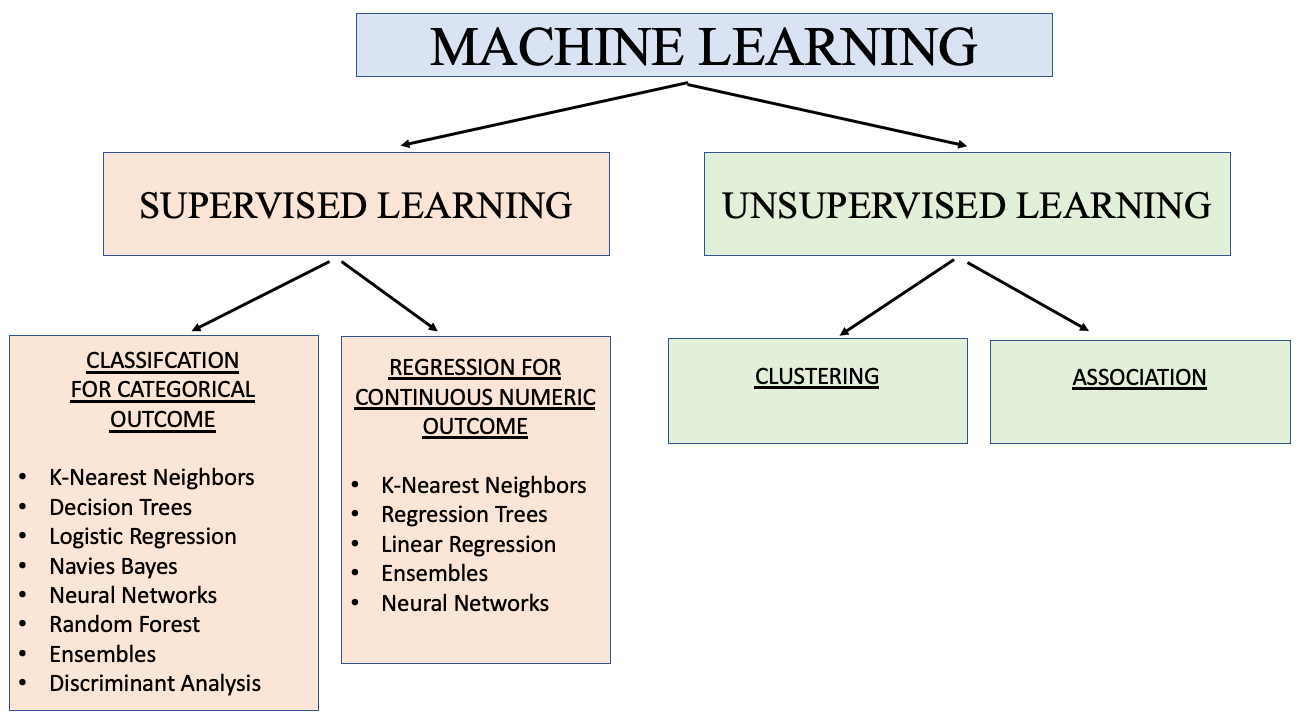 MACHINE LEARNING
SUPERVISED LEARNING
UNSUPERVISED LEARNING
CLASSIFCATION
FOR CATEGORICAL
OUTCOME
• K-Nearest Neighbors
• Decision Trees
• Logistic Regression
• Navies Bayes
• Neural Networks
• Random Forest
• Ensembles
• Discriminant Analysis
REGRESSION FOR
CONTINUOUS NUMERIC
OUTCOME
• K-Nearest Neighbors
• Regression Trees
• Linear Regression
• Ensembles
• Neural Networks
CLUSTERING
ASSOCIATION